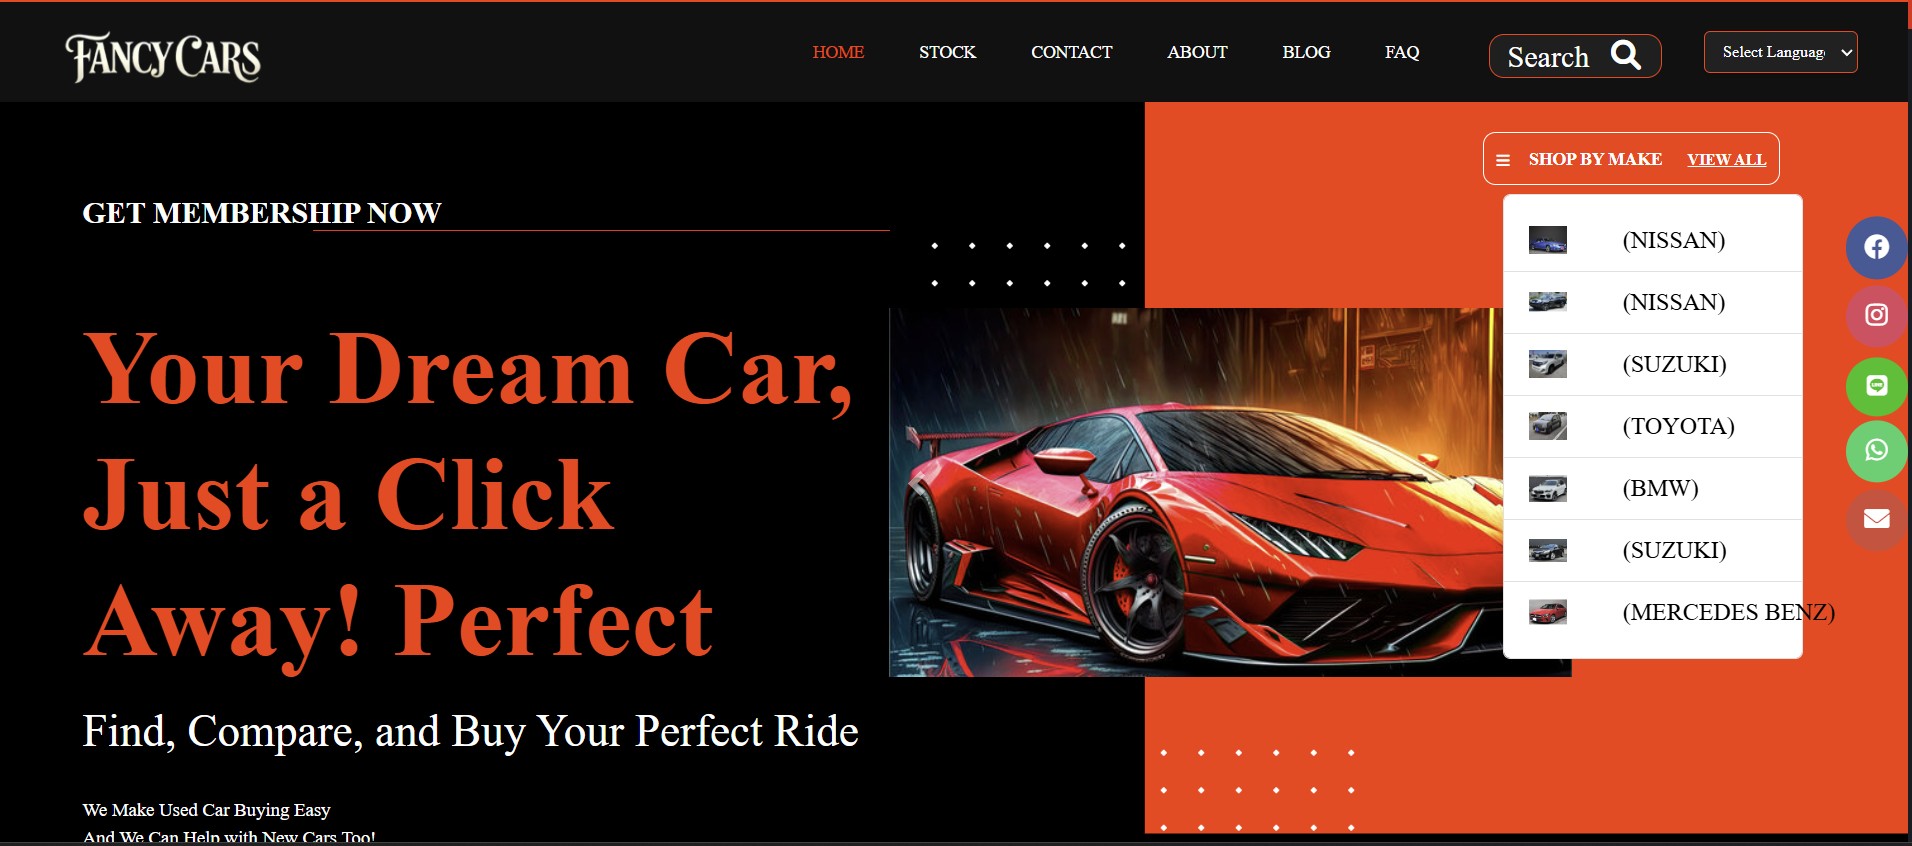 FANCY CARS
HOME STOCK CONTACT ABOUT BLOG FAQ Search Select Languag
SHOP BY MAKE VIEW ALL
GET MEMBERSHIP NOW
(NISSAN)
(NISSAN)
(SUZUKI)
(TOYOTA)
(BMW)
(SUZUKI)
(MERCEDES BENZ)
Your Dream Car,
Just a Click
Away! Perfect
Find, Compare, and Buy Your Perfect Ride
We Make Used Car Buying Easy
And We Can Help with New Cars Too!